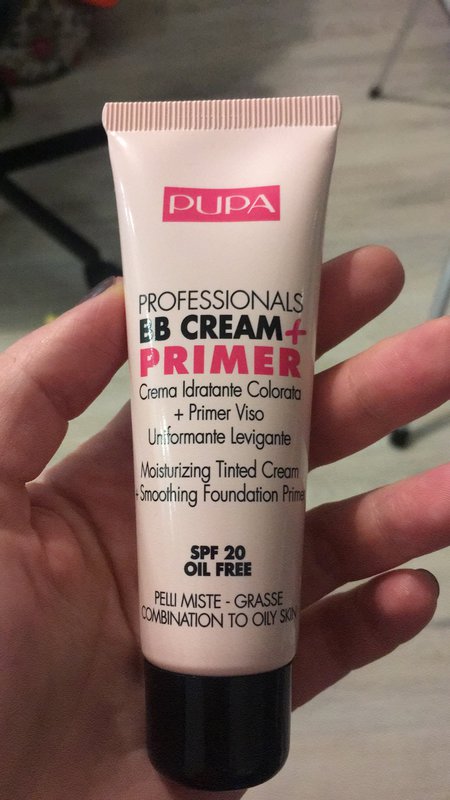 PUPA
PROFESSIONALS
BB CREAM+
PRIMER
Crema Idratante Colorata
+ Primer Viso
Uniformante Levigante
Moisturizing Tinted Cream
+ Smoothing Foundation Primer
SPF 20
OIL FREE
PELLI MISTE - GRASSE
COMBINATION TO OILY SKIN